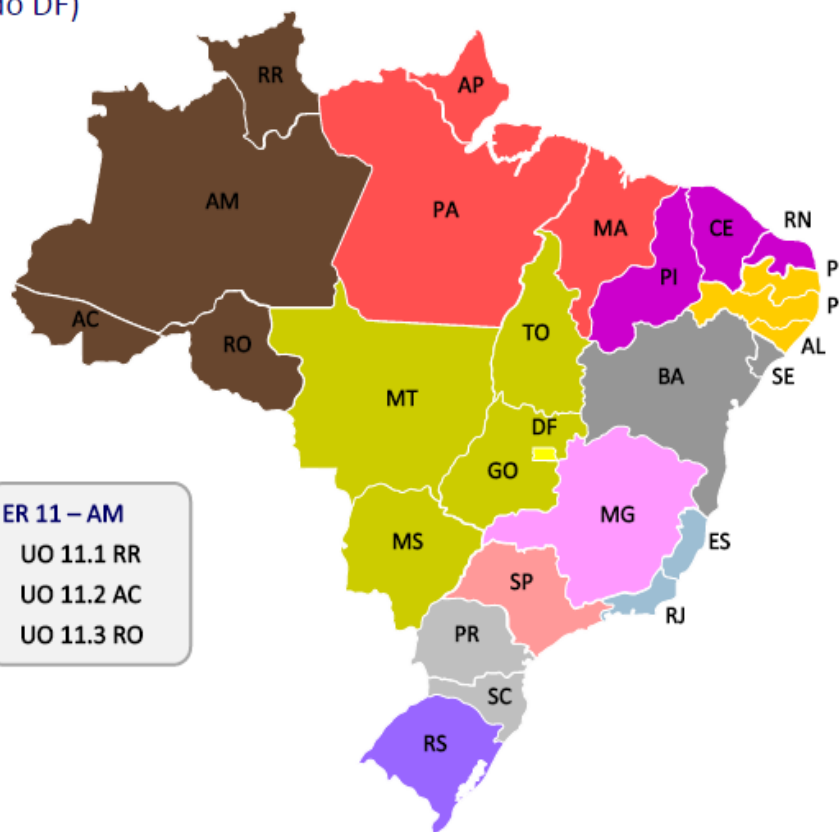 do DF)
RR
AP
AM
PA
MA
CE
RN
PI
P
P
AL
SE
AC
RO
TO
BA
MT
DF
GO
MG
MS
ES
SP
RJ
PR
SC
RS
ER 11 – AM
UO 11.1 RR
UO 11.2 AC
UO 11.3 RO